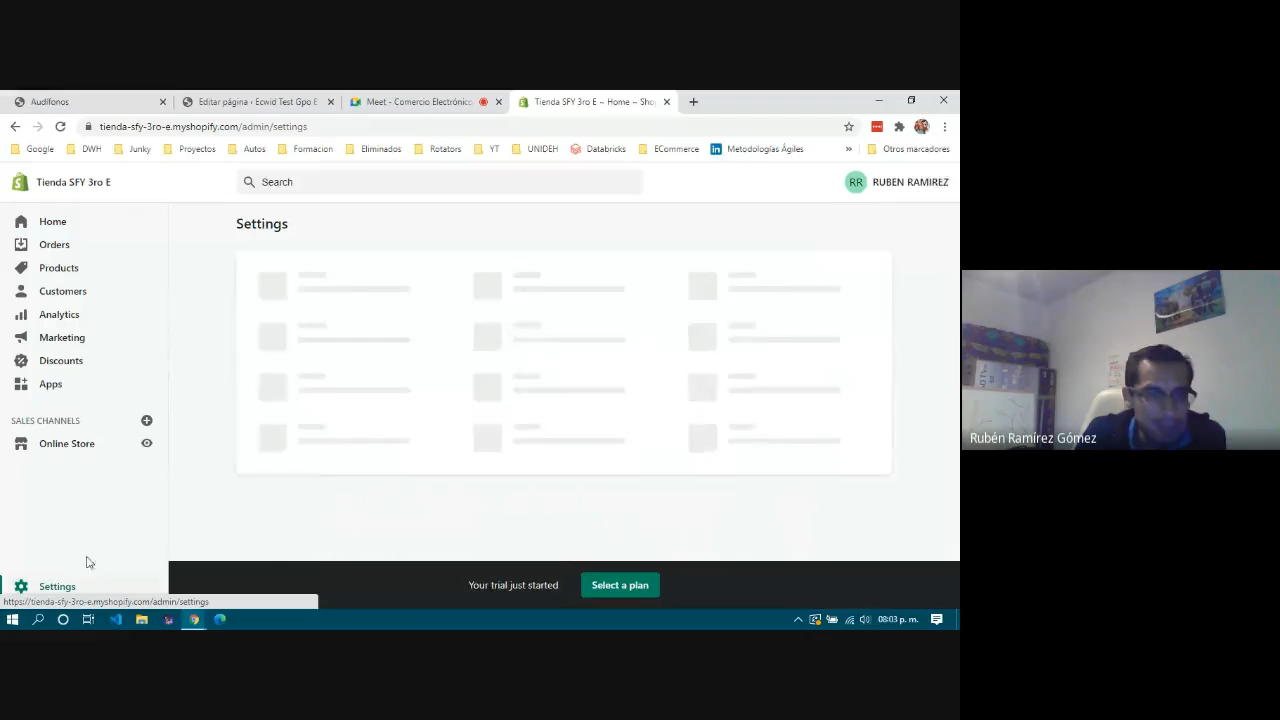 Audífonos
Editar página ‹ Ecwid Test Gpo E
Meet - Comercio Electrónico
Tienda SFY 3ro E ~ Home ~ Sho
tienda-sfy-3ro-e.myshopify.com/admin/settings
Google
DWH
Junky
Proyectos
Autos
Formacion
Eliminados
Rotators
YT
UNIDEH
Databricks
ECommerce
Metodologías Ágiles
»
Otros marcadores
Tienda SFY 3ro E
Search
RR
RUBEN RAMIREZ
Home
Orders
Products
Customers
Analytics
Marketing
Discounts
Apps
SALES CHANNELS
Online Store
Settings
Settings
Your trial just started
Select a plan
https://tienda-sfy-3ro-e.myshopify.com/admin/settings
08:03 p. m.
Rubén Ramírez Gómez